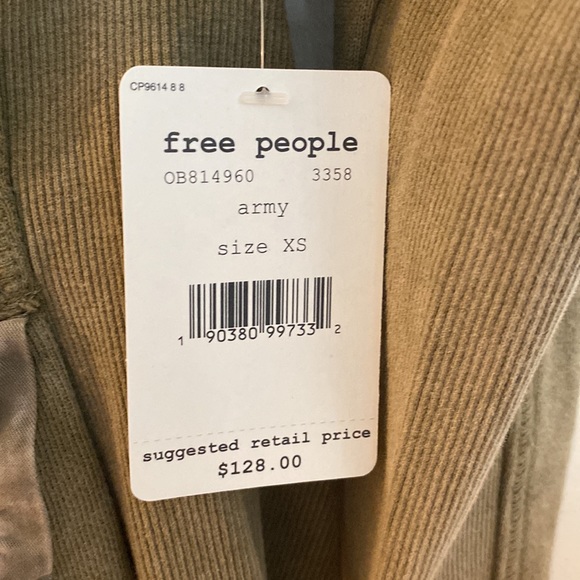 CP9614 8 8
free people
OB814960 3358
army
size XS
1 90380 99733 2
suggested retail price
$128.00